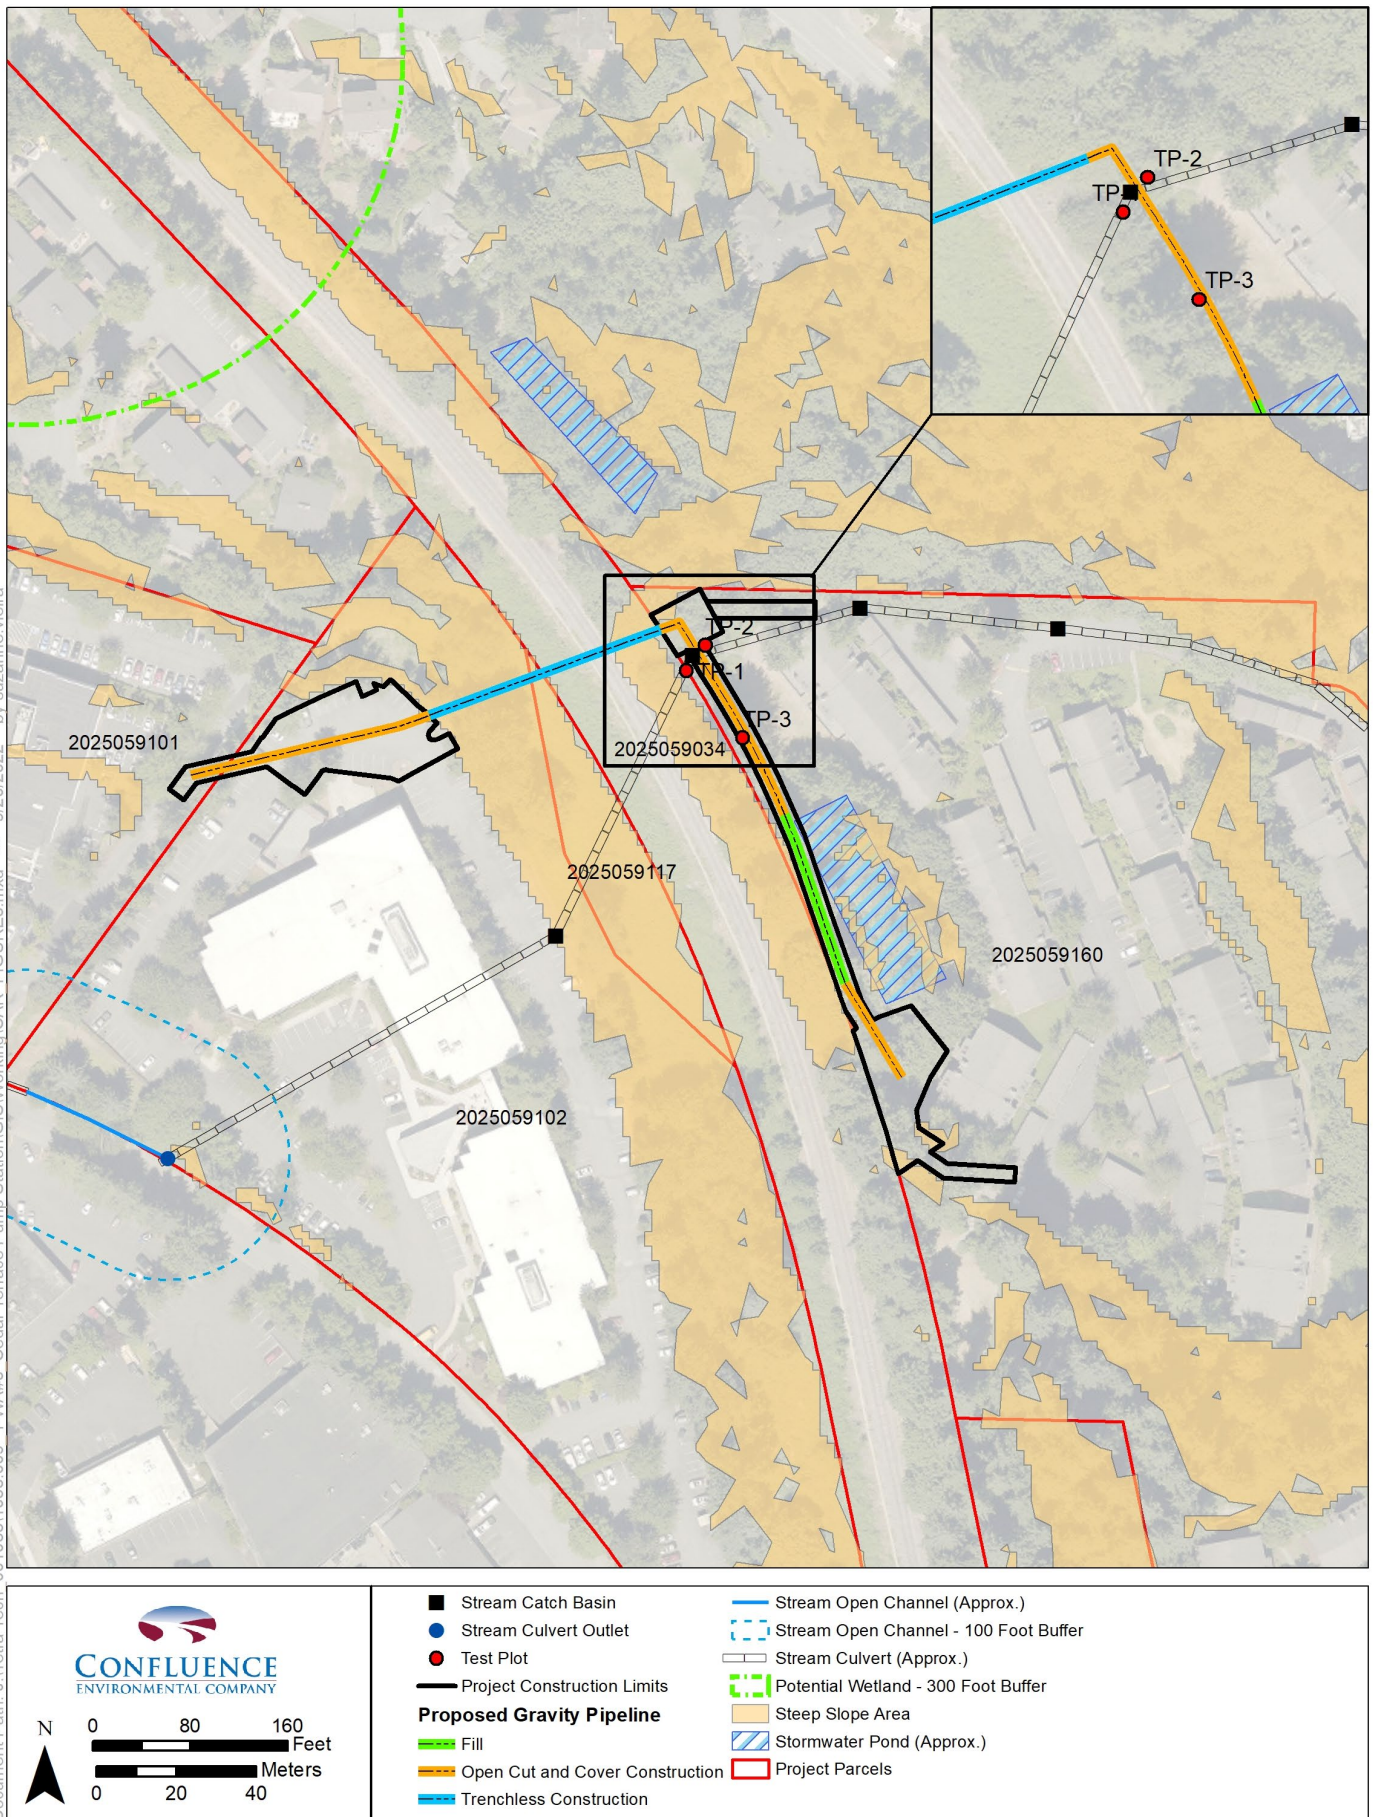 TP-2
TP-
TP-3
TP-2
TP-1
TP-3
2025059034
2025059101
2025059117
2025059160
2025059102
CONFLUENCE
ENVIRONMENTAL COMPANY
N
0 80 160
Feet
Meters
0 20 40
Stream Catch Basin
Stream Culvert Outlet
Test Plot
Project Construction Limits
Proposed Gravity Pipeline
Fill
Open Cut and Cover Construction
Trenchless Construction
Stream Open Channel (Approx.)
Stream Open Channel - 100 Foot Buffer
Stream Culvert (Approx.)
Potential Wetland - 300 Foot Buffer
Steep Slope Area
Stormwater Pond (Approx.)
Project Parcels